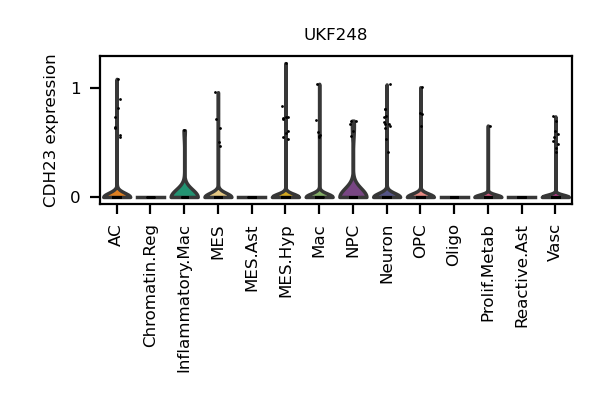 UKF248
CDH23 expression
1
0
AC
Chromatin.Reg
Inflammatory.Mac
MES
MES.Ast
MES.Hyp
Mac
NPC
Neuron
OPC
Oligo
Prolif.Metab
Reactive.Ast
Vasc